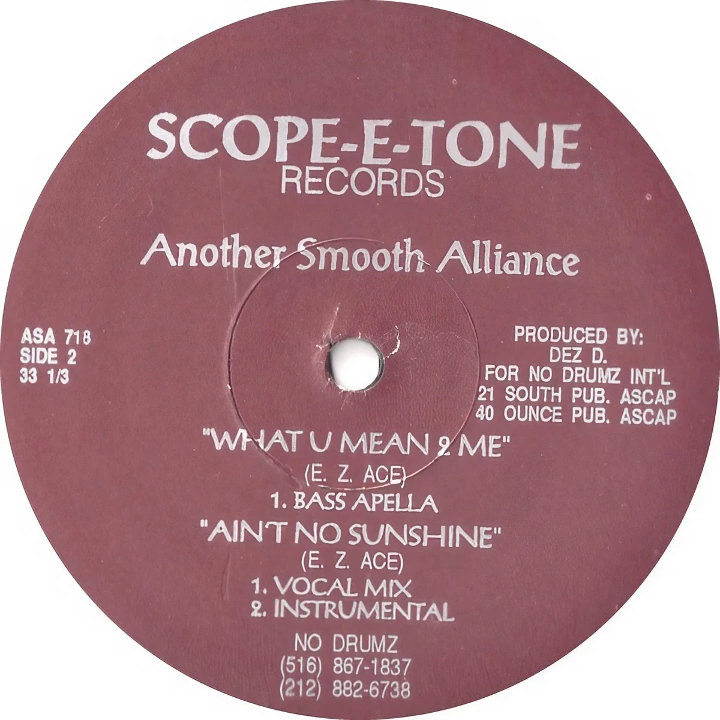 SCOPE-E-TONE
RECORDS
Another Smooth Alliance
ASA 718
SIDE 2
33 1/3
PRODUCED BY:
DEZ D.
FOR NO DRUMZ INT'L
21 SOUTH PUB. ASCAP
40 OUNCE PUB. ASCAP
"WHAT U MEAN 2 ME"
(E. Z. ACE)
1. BASS APELLA
"AIN'T NO SUNSHINE"
(E. Z. ACE)
1. VOCAL MIX
2. INSTRUMENTAL
NO DRUMZ
(516) 867-1837
(212) 882-6738